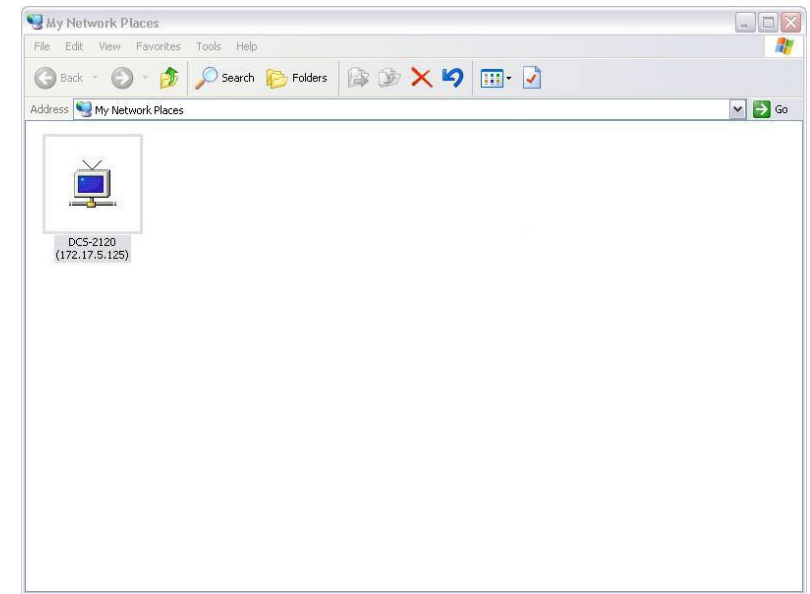 My Network Places
File Edit View Favorites Tools Help
Back Search Folders
Address My Network Places Go
DCS-2120
(172.17.5.125)